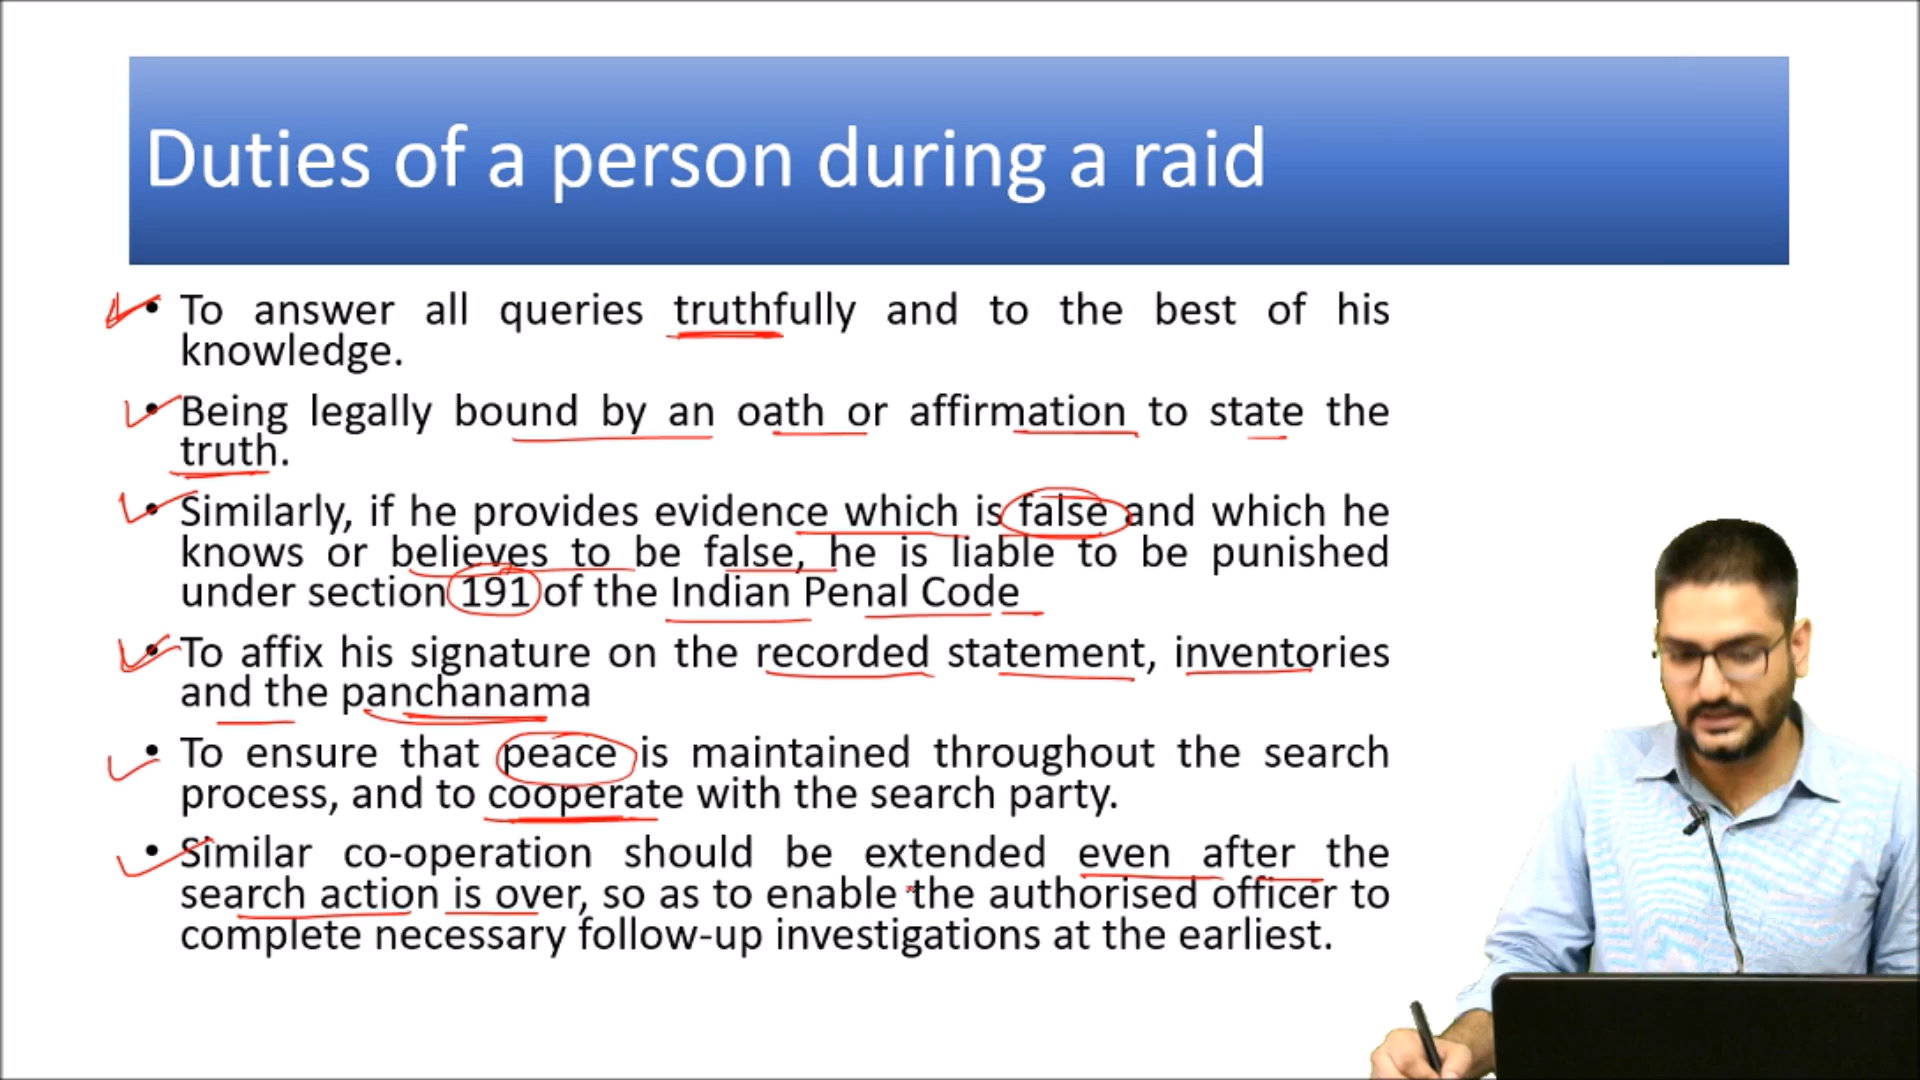 Duties of a person during a raid
• To answer all queries truthfully and to the best of his
knowledge.
• Being legally bound by an oath or affirmation to state the
truth.
• Similarly, if he provides evidence which is false and which he
knows or believes to be false, he is liable to be punished
under section 191 of the Indian Penal Code
• To affix his signature on the recorded statement, inventories
and the panchanama
• To ensure that peace is maintained throughout the search
process, and to cooperate with the search party.
• Similar co-operation should be extended even after the
search action is over, so as to enable the authorised officer to
complete necessary follow-up investigations at the earliest.